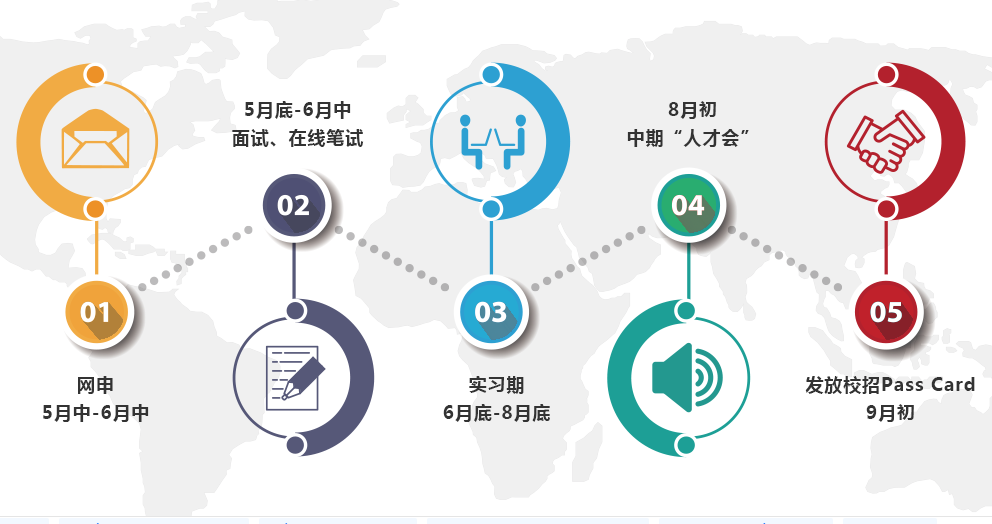 01
网申
5月中-6月中
5月底-6月中
面试、在线笔试
02
03
实习期
6月底-8月底
8月初
中期“人才会”
04
05
发放校招Pass Card
9月初